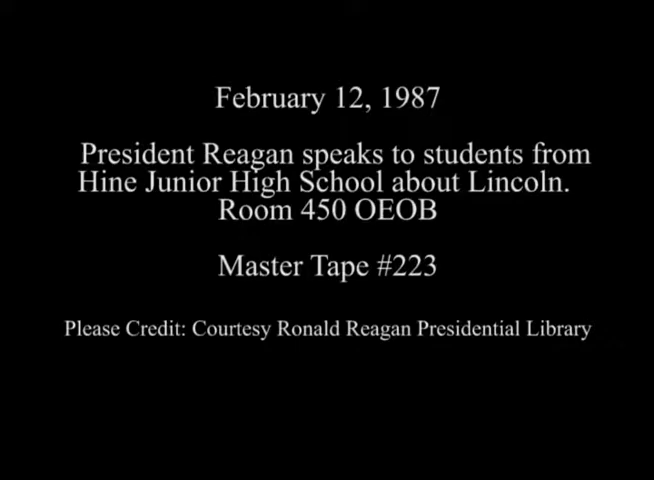 February 12, 1987
President Reagan speaks to students from
Hine Junior High School about Lincoln.
Room 450 OEOB
Master Tape #223
Please Credit: Courtesy Ronald Reagan Presidential Library